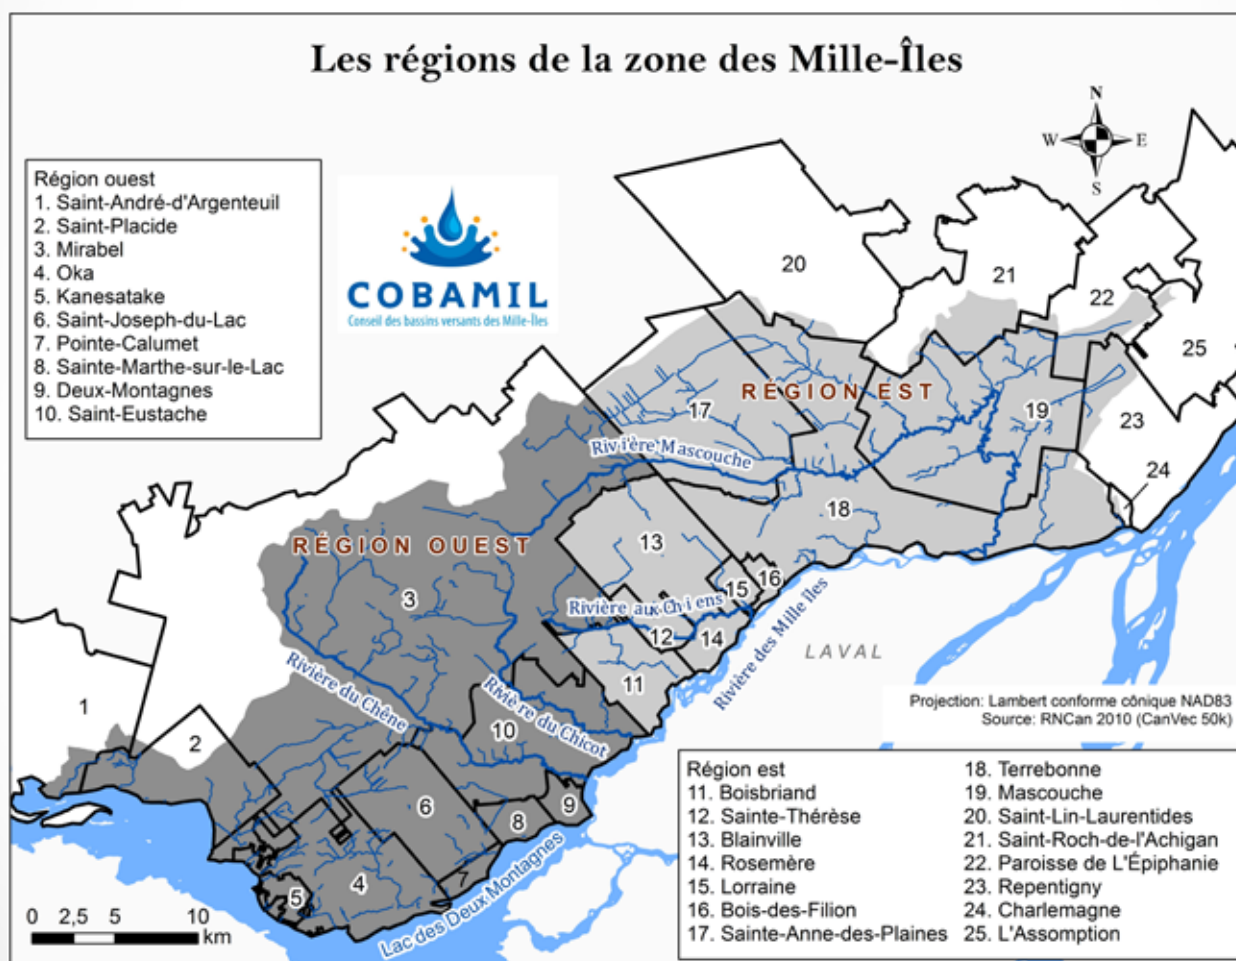 Les régions de la zone des Mille-Îles
N
W
E
S
Région ouest
1. Saint-André-d'Argenteuil
2. Saint-Placide
3. Mirabel
4. Oka
5. Kanesatake
6. Saint-Joseph-du-Lac
7. Pointe-Calumet
8. Sainte-Marthe-sur-le-Lac
9. Deux-Montagnes
10. Saint-Eustache
COBAMIL
Conseil des bassins versants des Mille-Îles
20
21
22
25
RÉGION EST
17
19
23
Rivière Mascouche
24
18
RÉGION OUEST
13
16
15
3
Rivière aux Chiens
12
14
Rivière des Mille Îles
LAVAL
11
Rivière du Chêne
Rivière du Chicot
1
2
10
6
9
8
7
4
5
Lac des Deux Montagnes
0 2,5 5 10
km
Projection: Lambert conforme cônique NAD83
Source: RNCan 2010 (CanVec 50k)
Région est
11. Boisbriand
12. Sainte-Thérèse
13. Blainville
14. Rosemère
15. Lorraine
16. Bois-des-Filion
17. Sainte-Anne-des-Plaines
18. Terrebonne
19. Mascouche
20. Saint-Lin-Laurentides
21. Saint-Roch-de-l'Achigan
22. Paroisse de L'Épiphanie
23. Repentigny
24. Charlemagne
25. L'Assomption